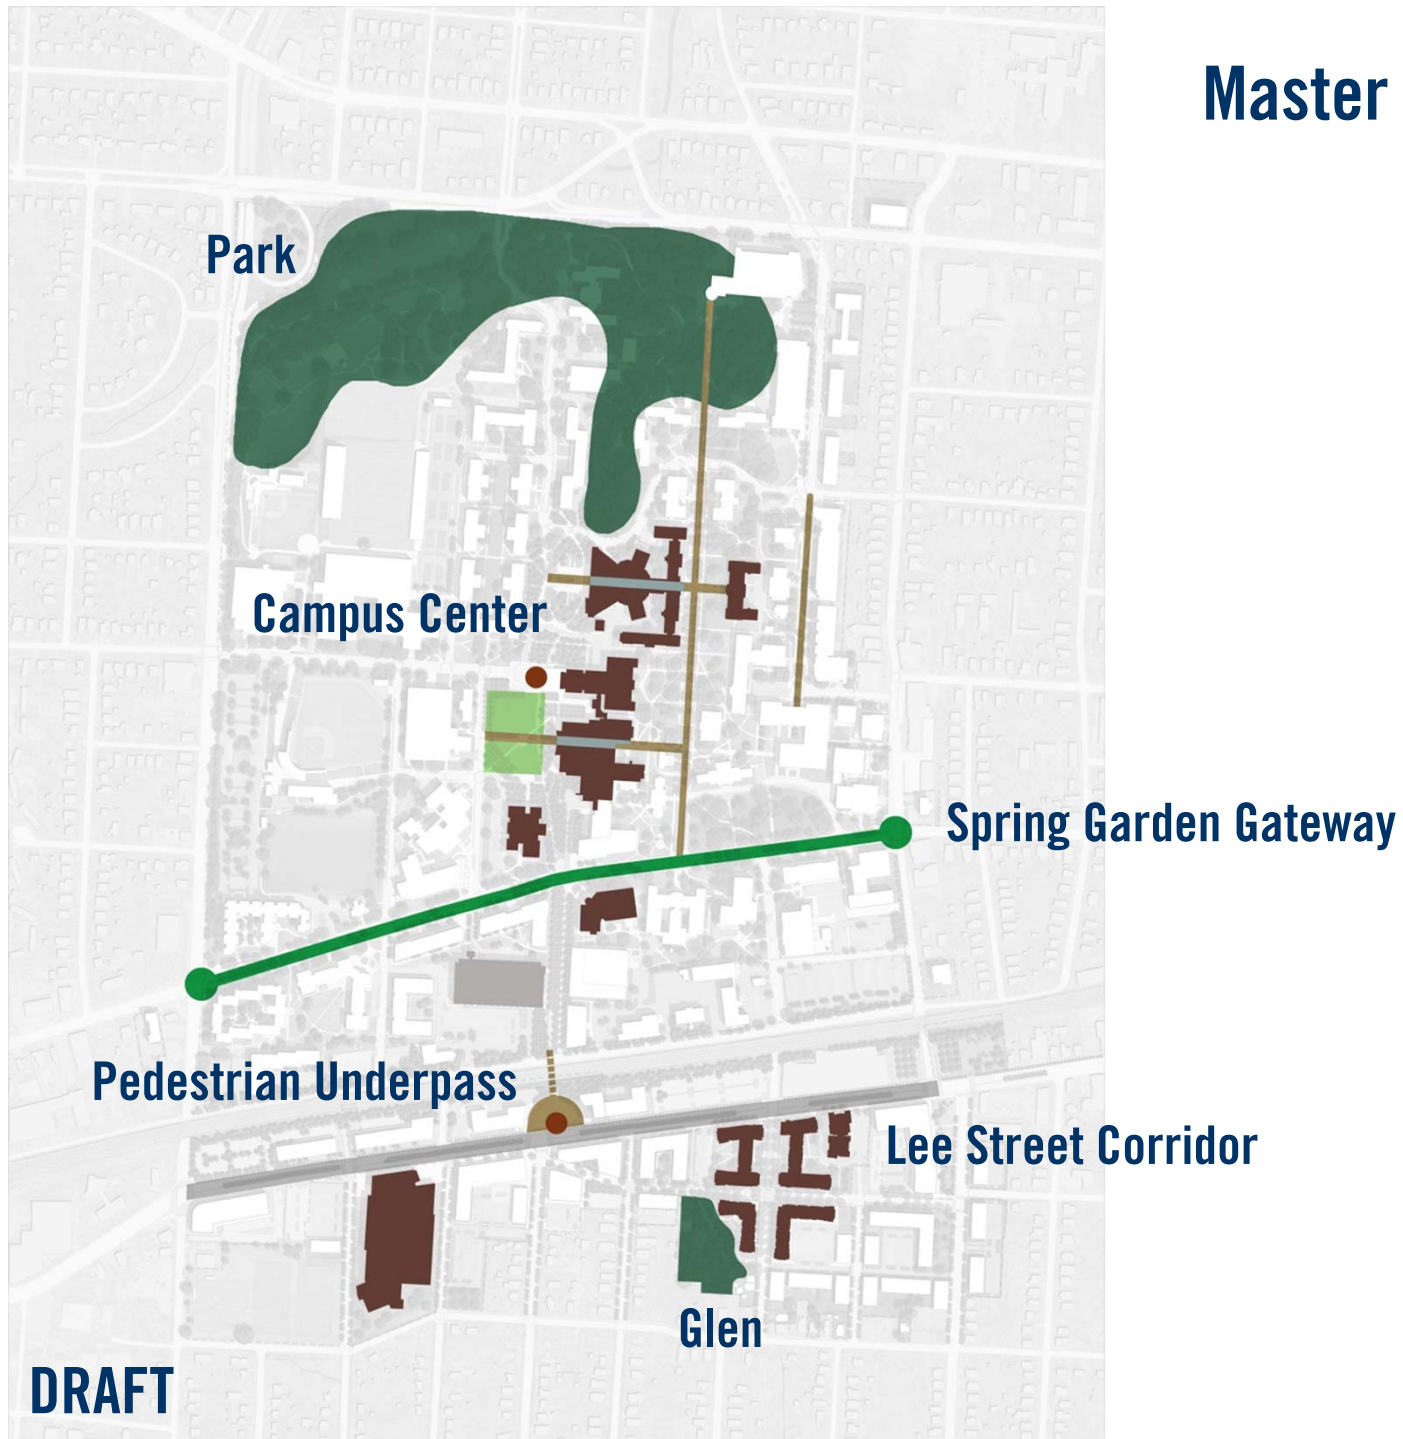 Master
Park
Campus Center
Spring Garden Gateway
Pedestrian Underpass
Lee Street Corridor
Glen
DRAFT